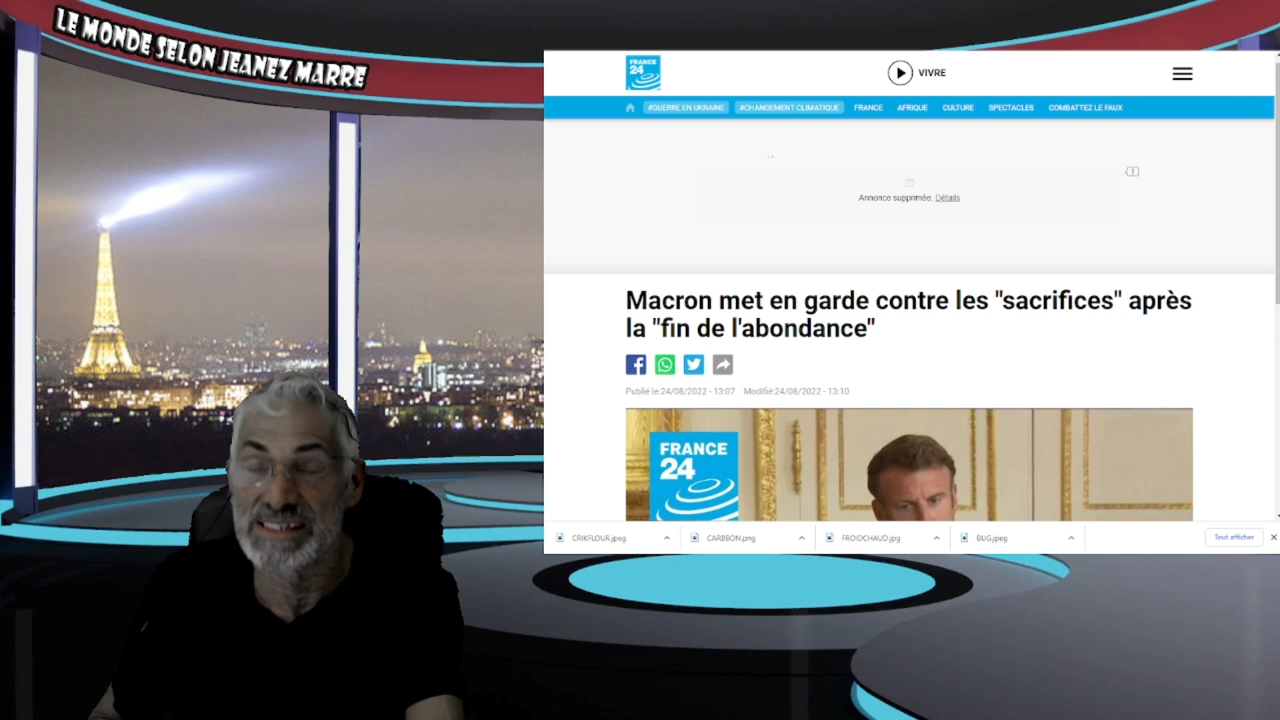 LE MONDE SELON JEANEZ MARRE
FRANCE
24
VIVRE
#GUERRE EN UKRAINE #CHANGEMENT CLIMATIQUE FRANCE AFRIQUE CULTURE SPECTACLES COMBATTEZ LE FAUX
Annonce supprimée. Détails
Macron met en garde contre les "sacrifices" après
la "fin de l'abondance"
Publié le:24/08/2022 - 13:07 Modifié:24/08/2022 - 13:10
FRANCE
24
CRIKFLOUR.jpeg CARBBON.png FROIDCHAUD.jpg BUG.jpeg Tout afficher